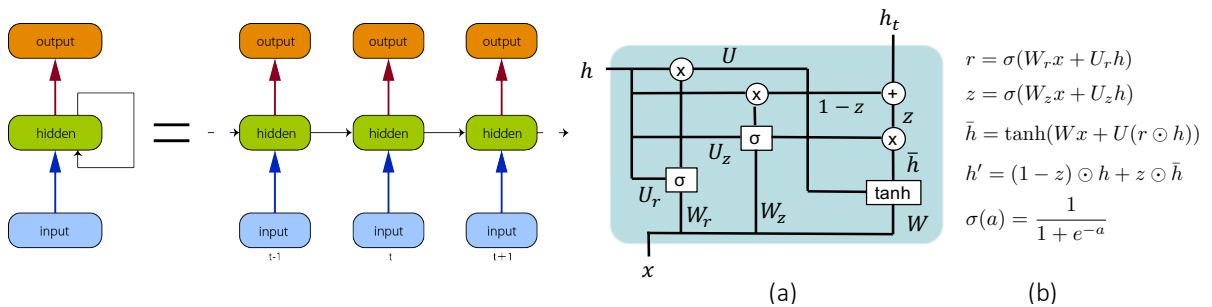 output
hidden
input
=
output output output
hidden hidden hidden
input input input
t-1 t t+1
h_t
h x U
x 1 − z +
σ z
U_z x
h̄
U_r σ tanh
W_r W_z W
x
(a)
r = σ(W_r x + U_r h)
z = σ(W_z x + U_z h)
h̄ = tanh(Wx + U(r ⊙ h))
h′ = (1 − z) ⊙ h + z ⊙ h̄
σ(a) = 1 / (1 + e^{−a})
(b)